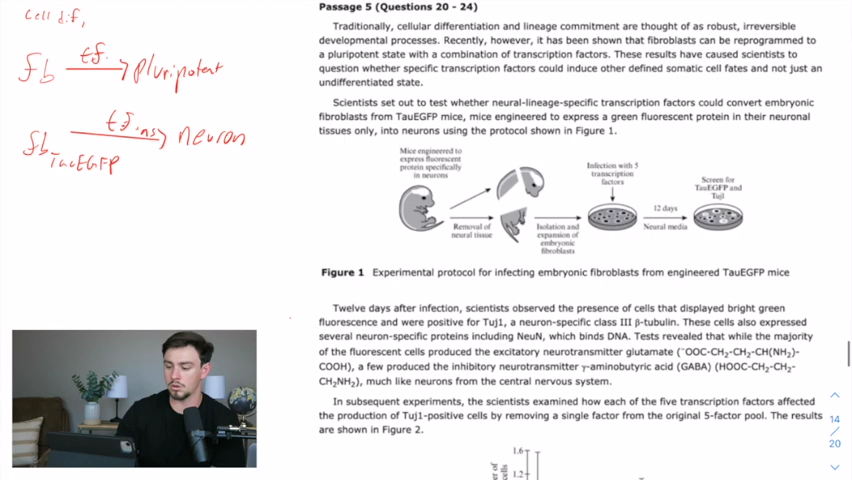 Cell dif,
fb tf. pluripotent
fb TauEGFP tf. ins neuron
Passage 5 (Questions 20 - 24)
Traditionally, cellular differentiation and lineage commitment are thought of as robust, irreversible
developmental processes. Recently, however, it has been shown that fibroblasts can be reprogrammed to
a pluripotent state with a combination of transcription factors. These results have caused scientists to
question whether specific transcription factors could induce other defined somatic cell fates and not just an
undifferentiated state.
Scientists set out to test whether neural-lineage-specific transcription factors could convert embryonic
fibroblasts from TauEGFP mice, mice engineered to express a green fluorescent protein in their neuronal
tissues only, into neurons using the protocol shown in Figure 1.
Mice engineered to
express fluorescent
protein specifically
in neurons
Removal of
neural tissue
Isolation and
expansion of
embryonic
fibroblasts
Infection with 5
transcription
factors
12 days
Neural media
Screen for
TauEGFP and
TujI
Figure 1 Experimental protocol for infecting embryonic fibroblasts from engineered TauEGFP mice
Twelve days after infection, scientists observed the presence of cells that displayed bright green
fluorescence and were positive for Tuj1, a neuron-specific class III β-tubulin. These cells also expressed
several neuron-specific proteins including NeuN, which binds DNA. Tests revealed that while the majority
of the fluorescent cells produced the excitatory neurotransmitter glutamate (⁻OOC-CH₂-CH₂-CH(NH₂)-
COOH), a few produced the inhibitory neurotransmitter γ-aminobutyric acid (GABA) (HOOC-CH₂-CH₂-
CH₂NH₂), much like neurons from the central nervous system.
In subsequent experiments, the scientists examined how each of the five transcription factors affected
the production of Tuj1-positive cells by removing a single factor from the original 5-factor pool. The results
are shown in Figure 2.
1.6
1.2
14
/
20